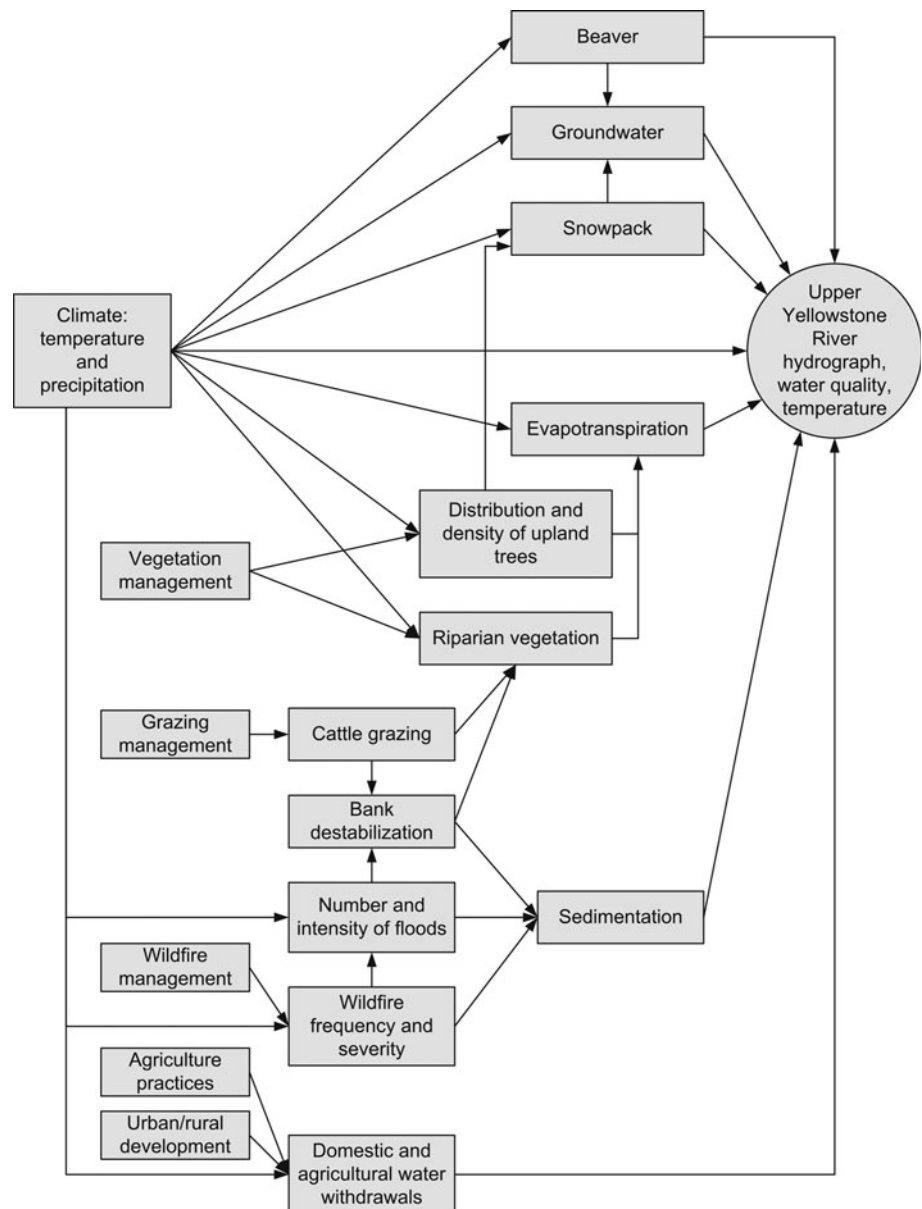 Beaver
Groundwater
Snowpack
Climate:
temperature
and
precipitation
Upper
Yellowstone
River
hydrograph,
water quality,
temperature
Evapotranspiration
Distribution and
density of upland
trees
Vegetation
management
Riparian vegetation
Grazing
management
Cattle grazing
Bank
destabilization
Number and
intensity of floods
Sedimentation
Wildfire
management
Wildfire
frequency and
severity
Agriculture
practices
Urban/rural
development
Domestic and
agricultural water
withdrawals